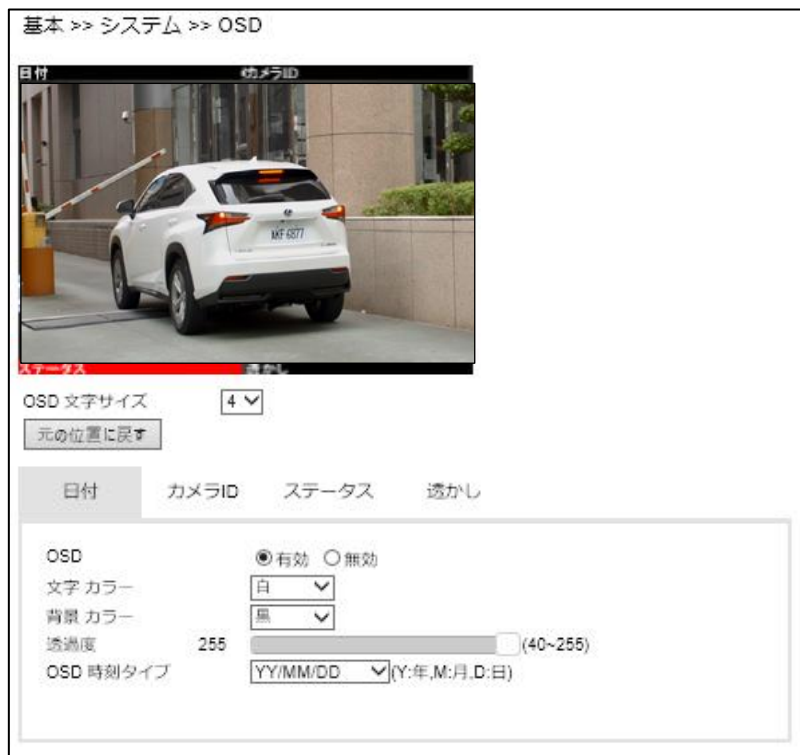 基本 >> システム >> OSD
日付 カメラID
AKF-6877
ステータス 透かし
OSD 文字サイズ 4
元の位置に戻す
日付 カメラID ステータス 透かし
OSD 有効 無効
文字 カラー 白
背景 カラー 黒
透過度 255 (40~255)
OSD 時刻タイプ YY/MM/DD (Y:年,M:月,D:日)